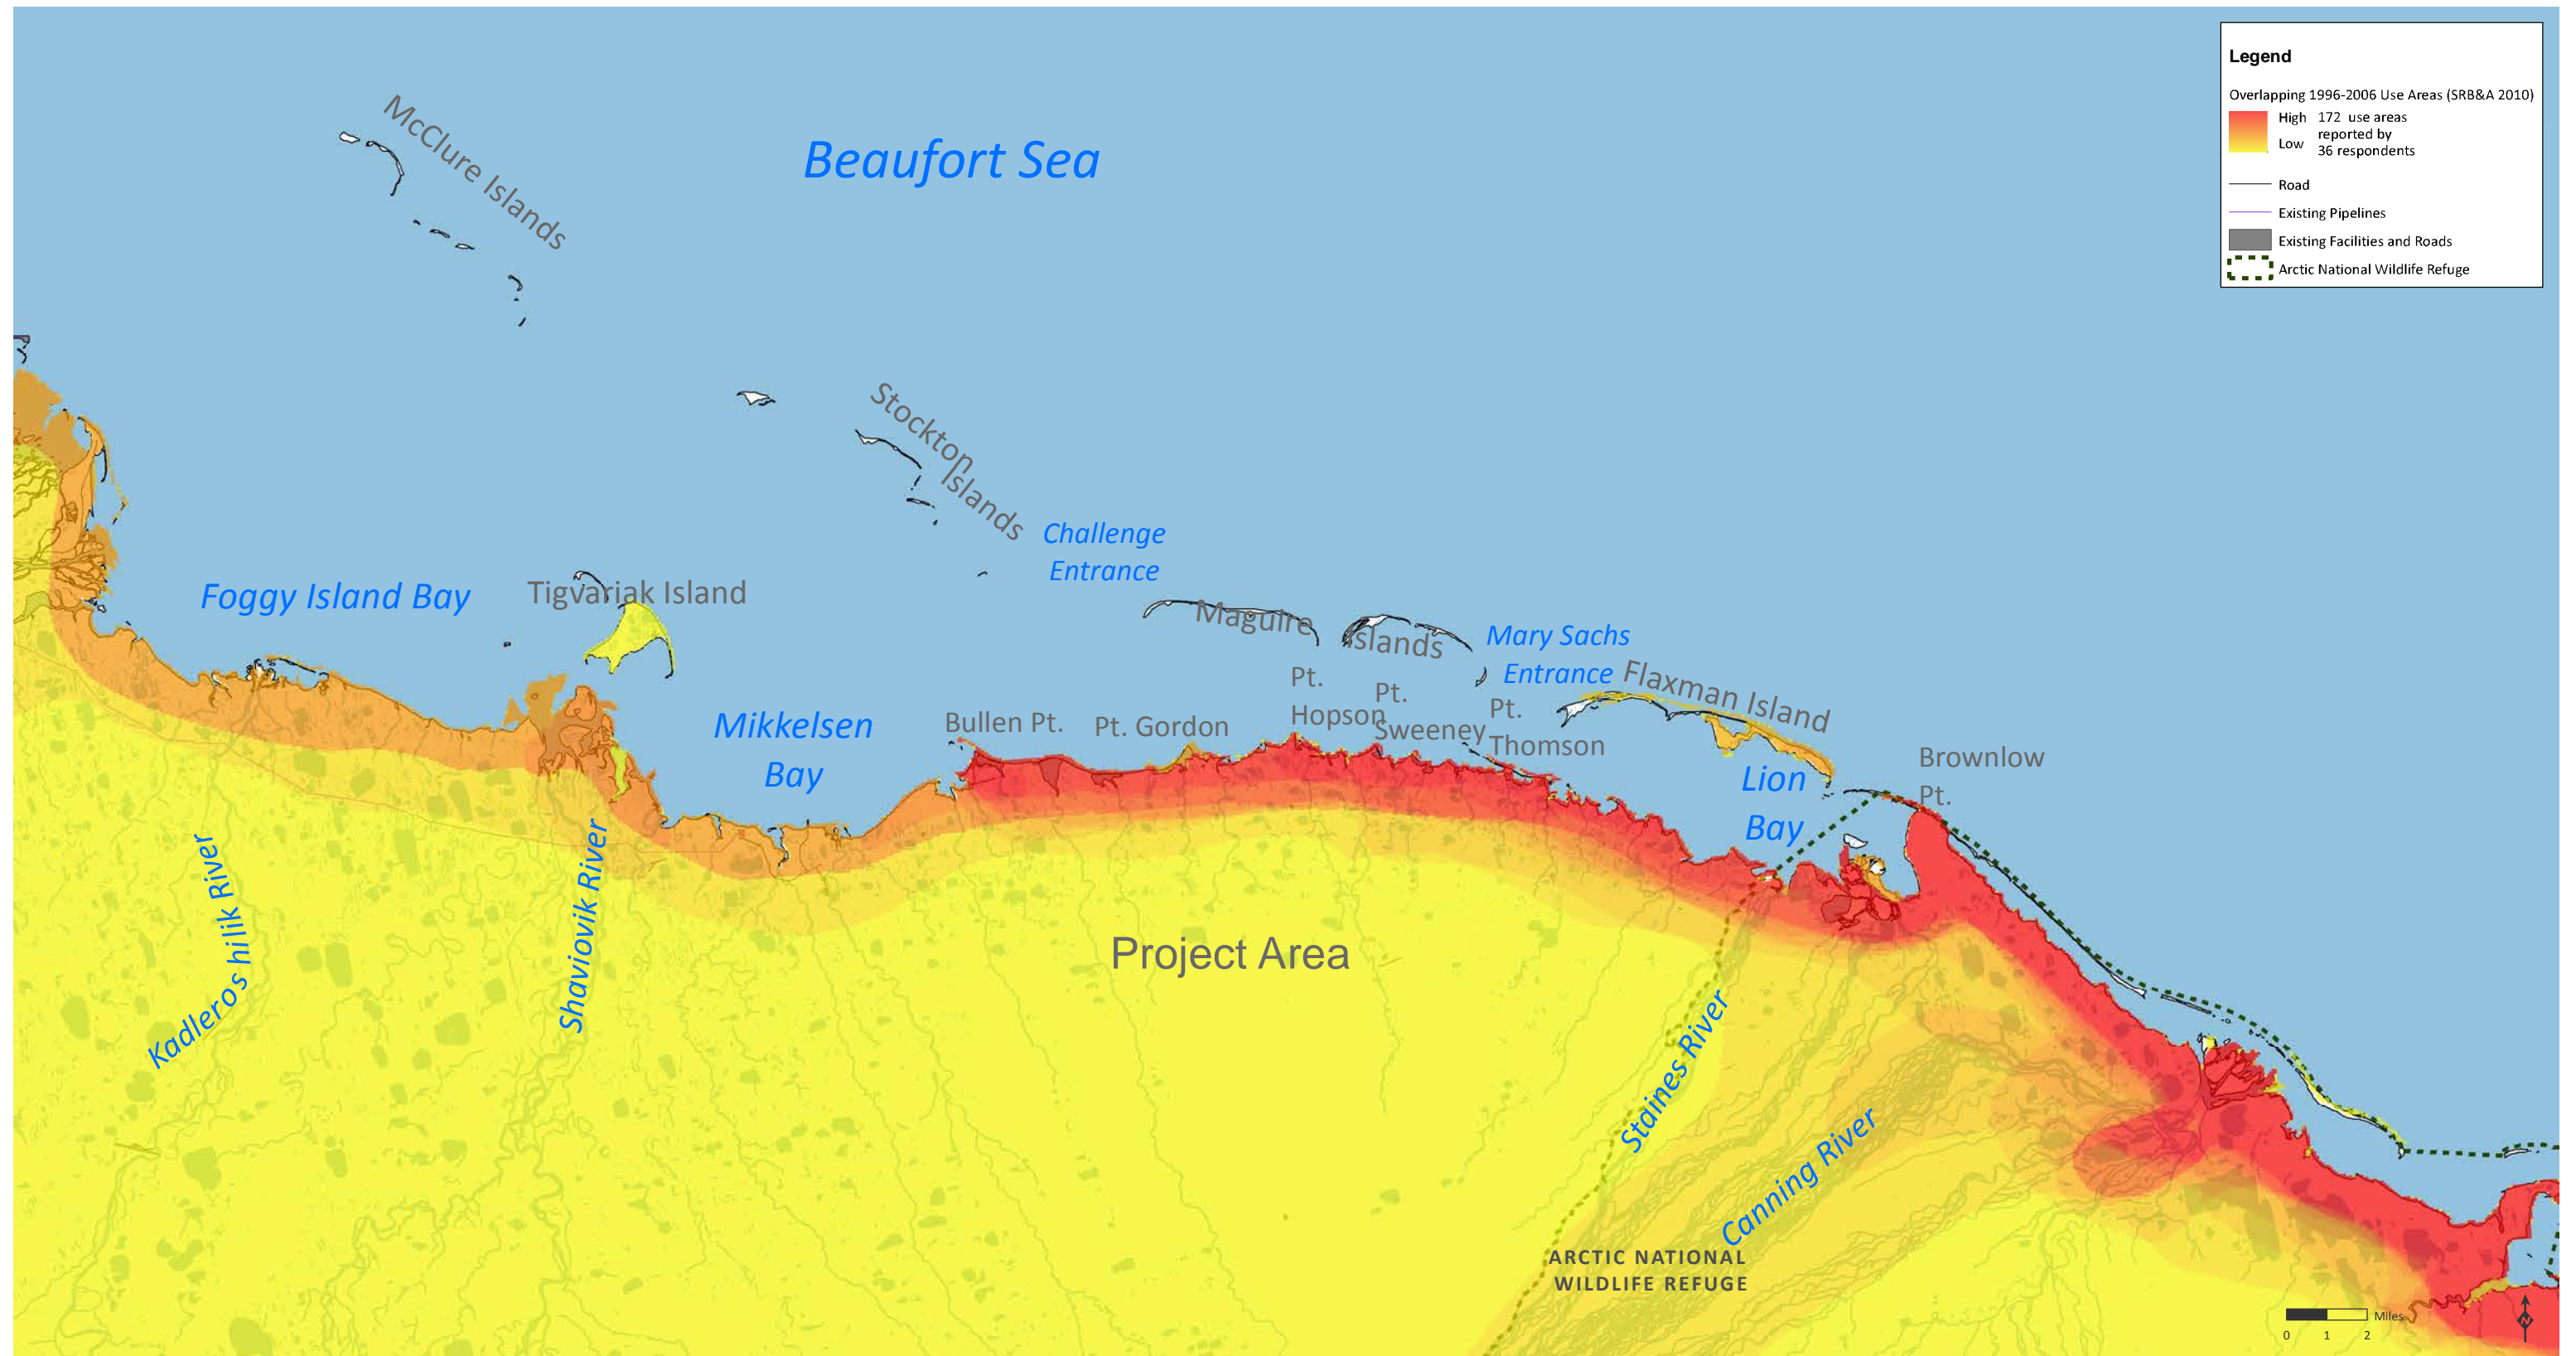 Legend
Overlapping 1996-2006 Use Areas (SRB&A 2010)
High 172 use areas
reported by
Low 36 respondents
Road
Existing Pipelines
Existing Facilities and Roads
Arctic National Wildlife Refuge
McClure Islands
Beaufort Sea
Stockton
Islands
Challenge
Entrance
Foggy Island Bay
Tigvariak Island
Maguire
Islands
Mary Sachs
Entrance
Flaxman Island
Mikkelsen
Bay
Bullen Pt.
Pt. Gordon
Pt.
Hopson
Pt.
Sweeney
Pt.
Thomson
Lion
Bay
Brownlow
Pt.
Kadleros hilik River
Shaviovik River
Project Area
Staines River
Canning River
ARCTIC NATIONAL
WILDLIFE REFUGE
Miles
0 1 2
N